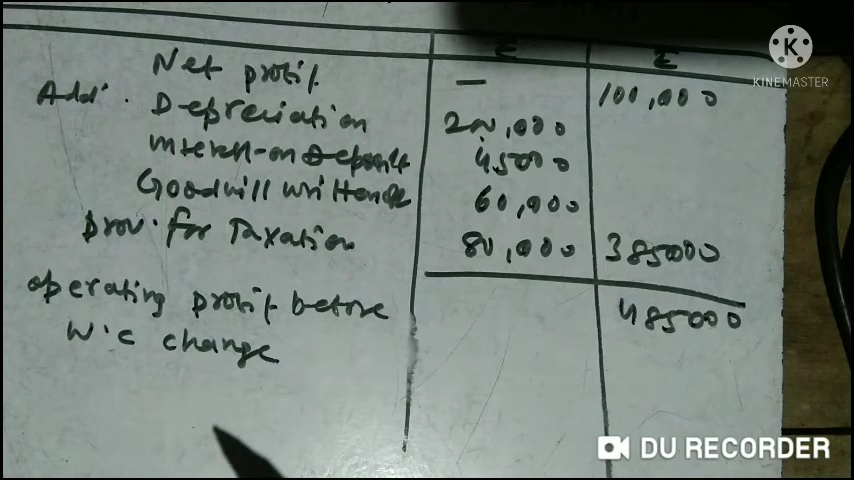 Σ Σ
Net profit — 100,000
Add. Depreciation 200,000
Interest on Deposit 45000
Goodwill written off 60,000
Prov. for Taxation 80,000 385000
operating profit before 485000
W.C change
K
KINEMASTER
DU RECORDER